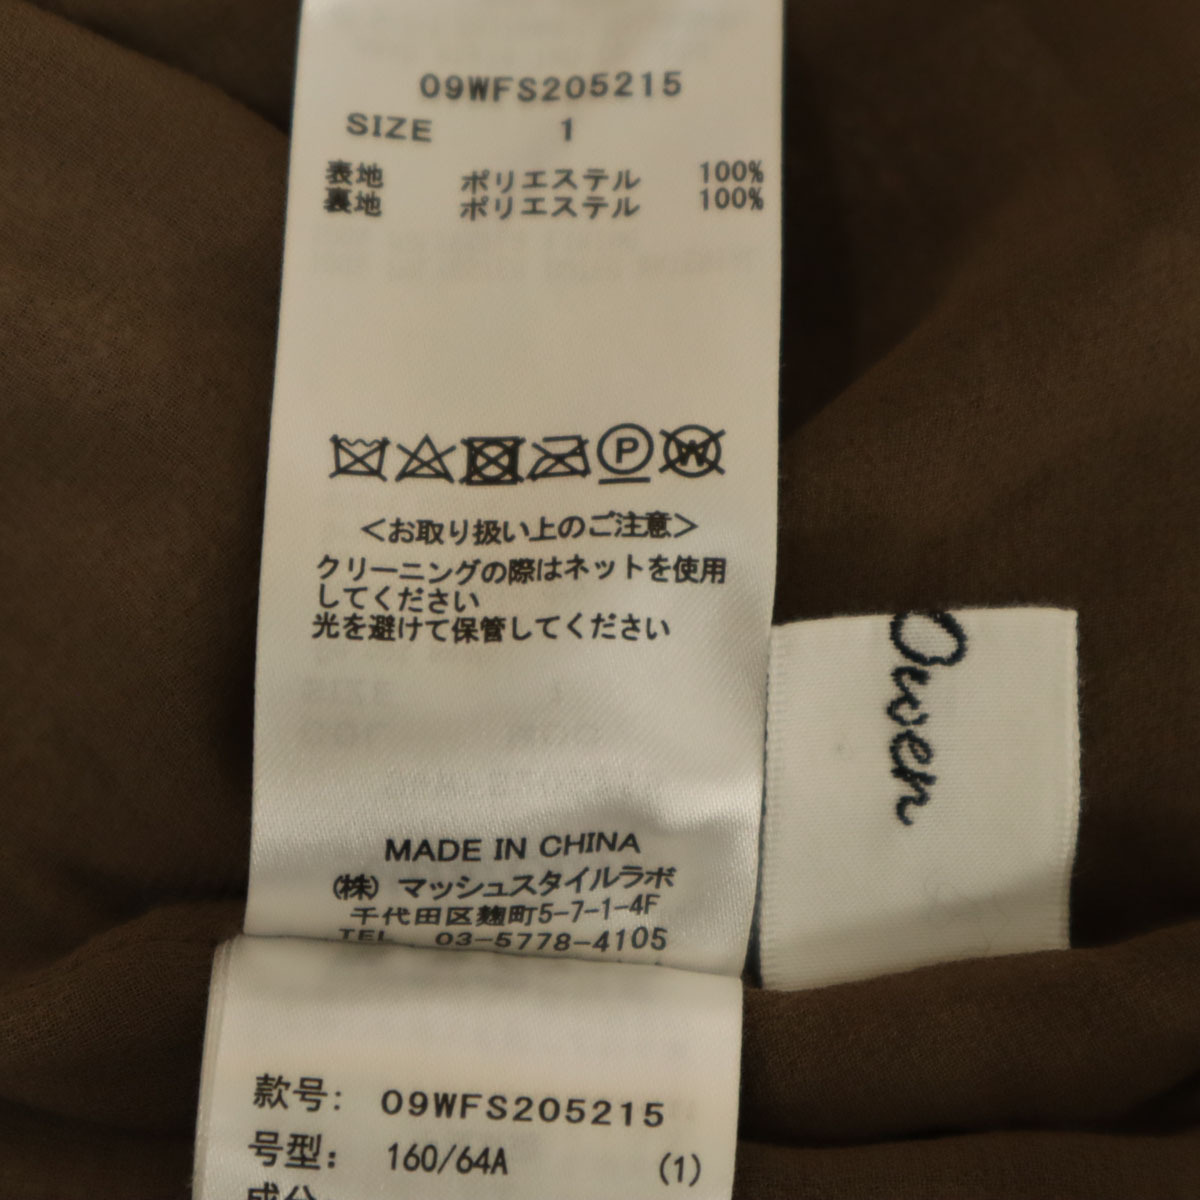 09WFS205215
SIZE 1
表地 ポリエステル 100%
裏地 ポリエステル 100%
P W
<お取り扱い上のご注意>
クリーニングの際はネットを使用
してください
光を避けて保管してください
MADE IN CHINA
(株) マッシュスタイルラボ
千代田区麹町5-7-1-4F
TEL 03-5778-4105
Owen
款号: 09WFS205215
号型: 160/64A (1)
成分